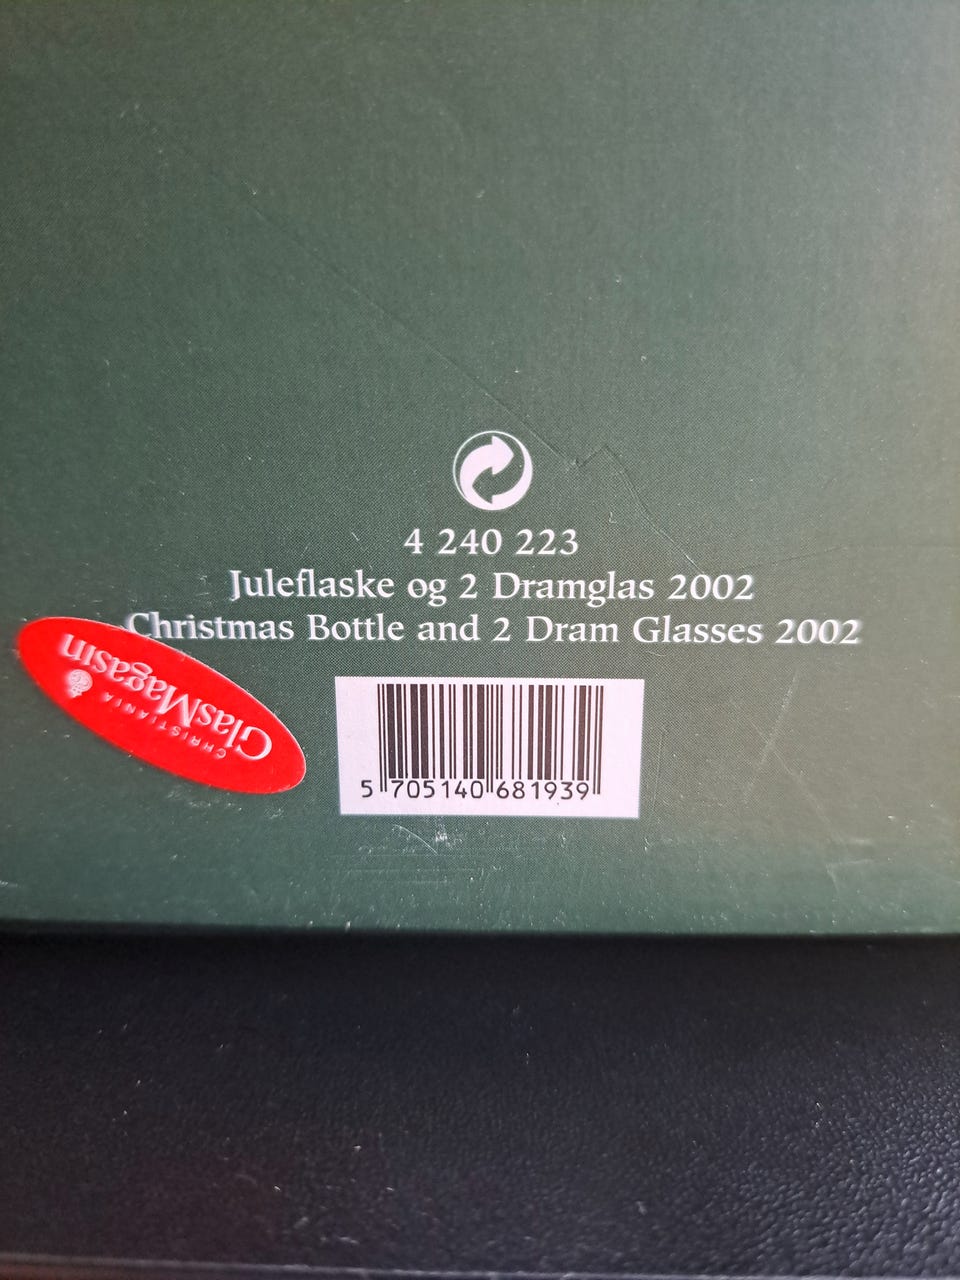 4 240 223
Juleflaske og 2 Dramglas 2002
Christmas Bottle and 2 Dram Glasses 2002
CHRISTIANIA
GlasMagasin
5 705140 681939